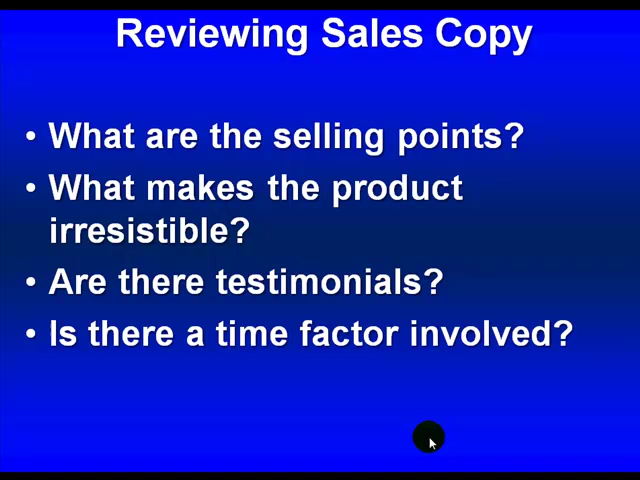 Reviewing Sales Copy
• What are the selling points?
• What makes the product
irresistible?
• Are there testimonials?
• Is there a time factor involved?